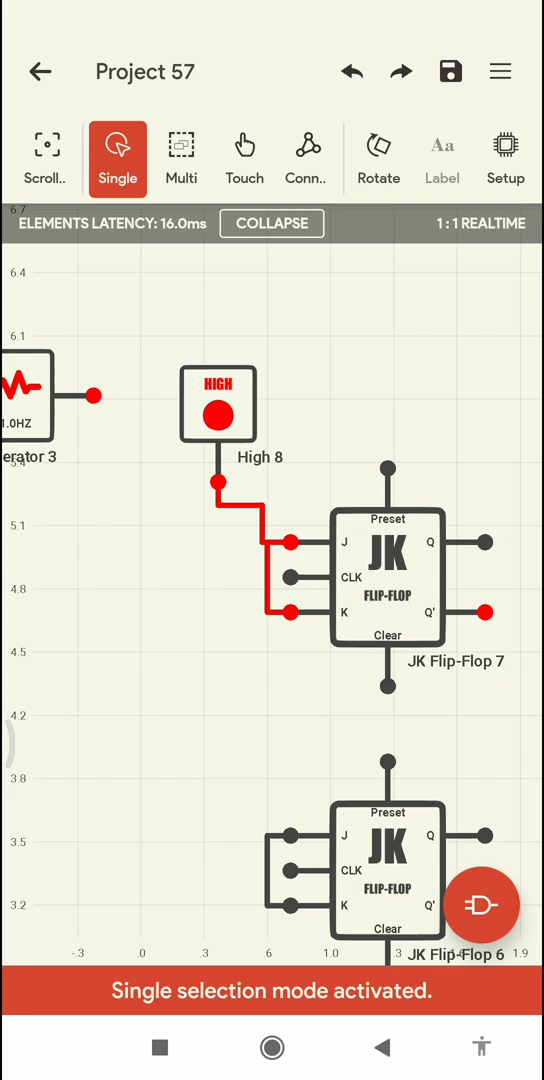 Project 57
Scroll..
Single
Multi
Touch
Conn..
Rotate
Aa
Label
Setup
6.7
ELEMENTS LATENCY: 16.0ms
COLLAPSE
1 : 1 REALTIME
6.4
6.1
HIGH
1.0HZ
erator 3
High 8
5.4
5.1
Preset
J
JK
Q
4.8
CLK
FLIP-FLOP
K
Q'
Clear
4.5
JK Flip-Flop 7
4.2
3.8
Preset
3.5
J
JK
Q
CLK
FLIP-FLOP
3.2
K
Q'
Clear
-.3
.0
.3
.6
1.0
.3
1.9
JK Flip-Flop 6
Single selection mode activated.